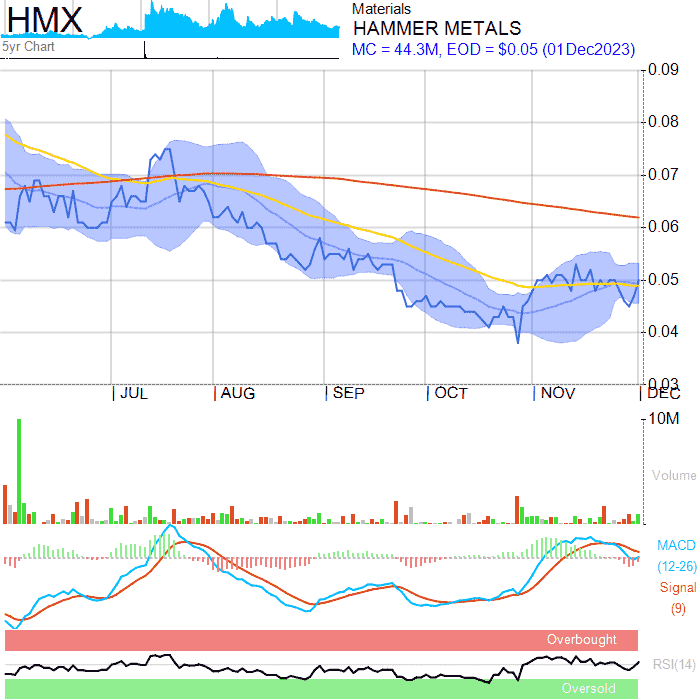 HMX
5yr Chart
Materials
HAMMER METALS
MC = 44.3M, EOD = $0.05 (01Dec2023)
0.09
0.08
0.07
0.06
0.05
0.04
0.03
JUL
AUG
SEP
OCT
NOV
DEC
10M
Volume
MACD
(12-26)
Signal
(9)
Overbought
RSI(14)
Oversold